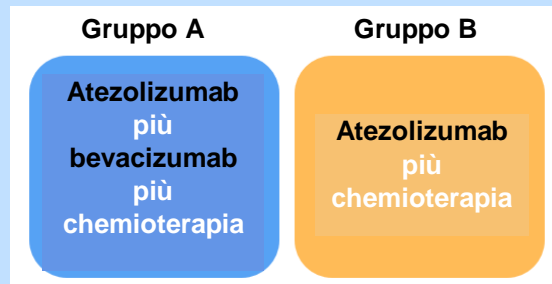 Gruppo A
Gruppo B
Atezolizumab
più
bevacizumab
più
chemioterapia
Atezolizumab
più
chemioterapia